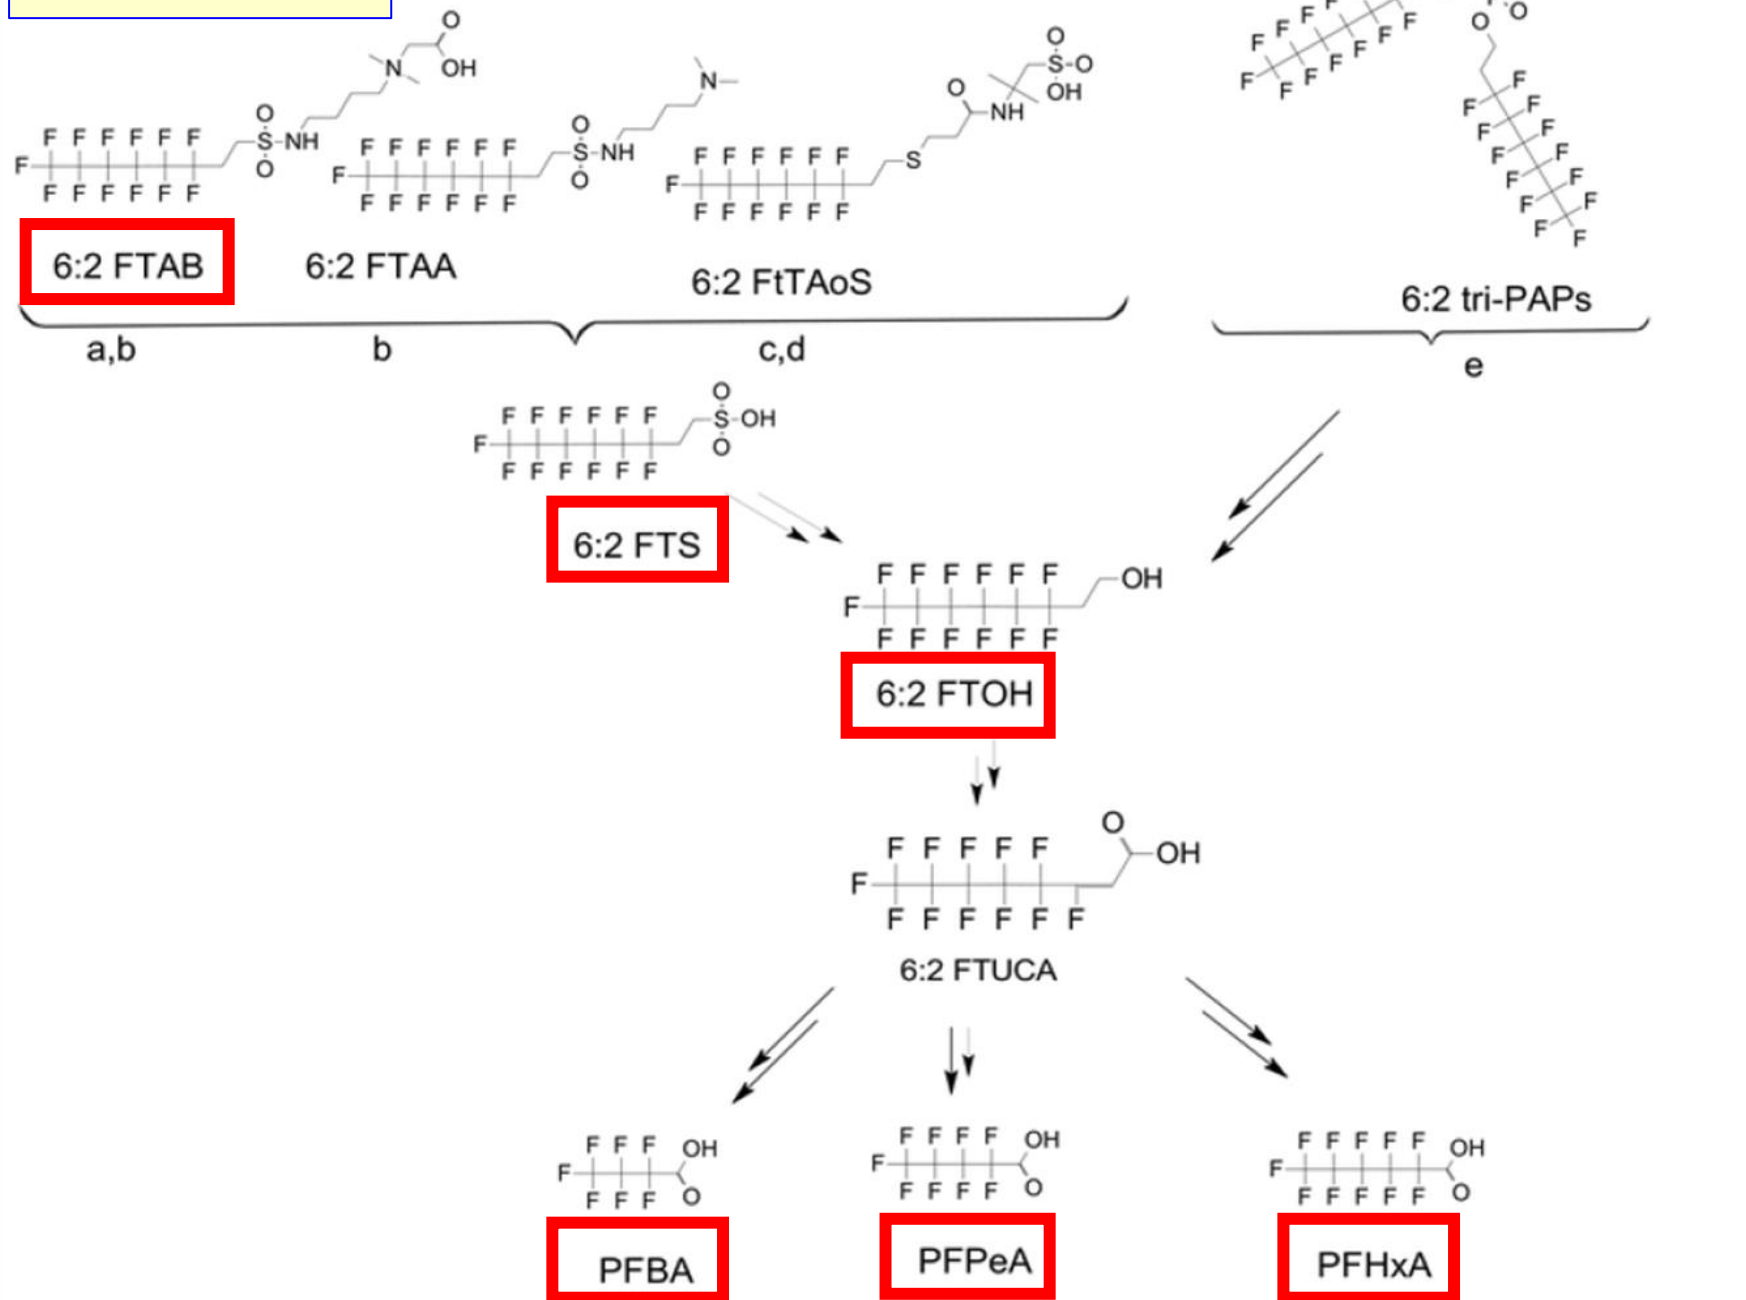 6:2 FTAB
6:2 FTAA
6:2 FtTAoS
6:2 tri-PAPs
a,b
b
c,d
e
6:2 FTS
6:2 FTOH
6:2 FTUCA
PFBA
PFPeA
PFHxA